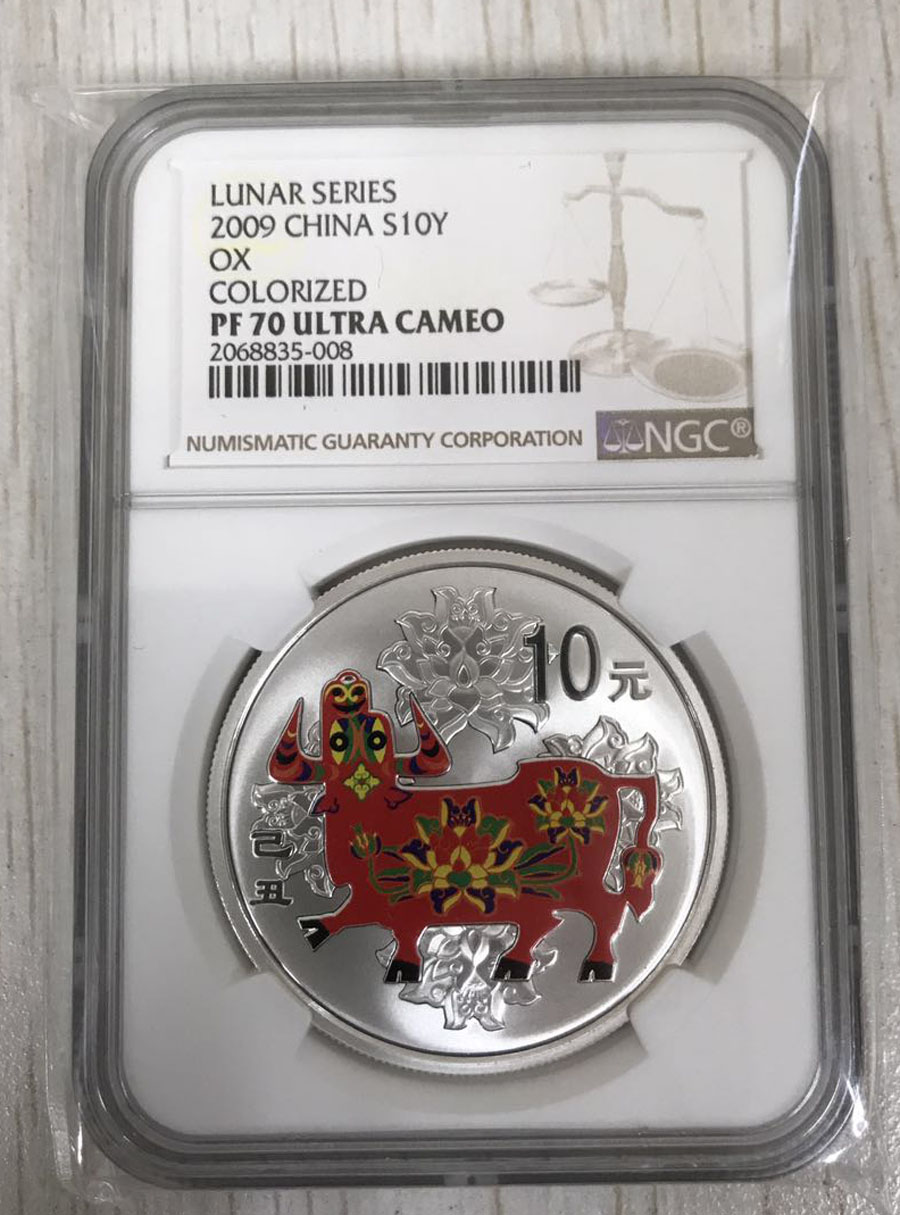 LUNAR SERIES
2009 CHINA S10Y
OX
COLORIZED
PF 70 ULTRA CAMEO
2068835-008
NUMISMATIC GUARANTY CORPORATION
NGC®
10元
己
丑